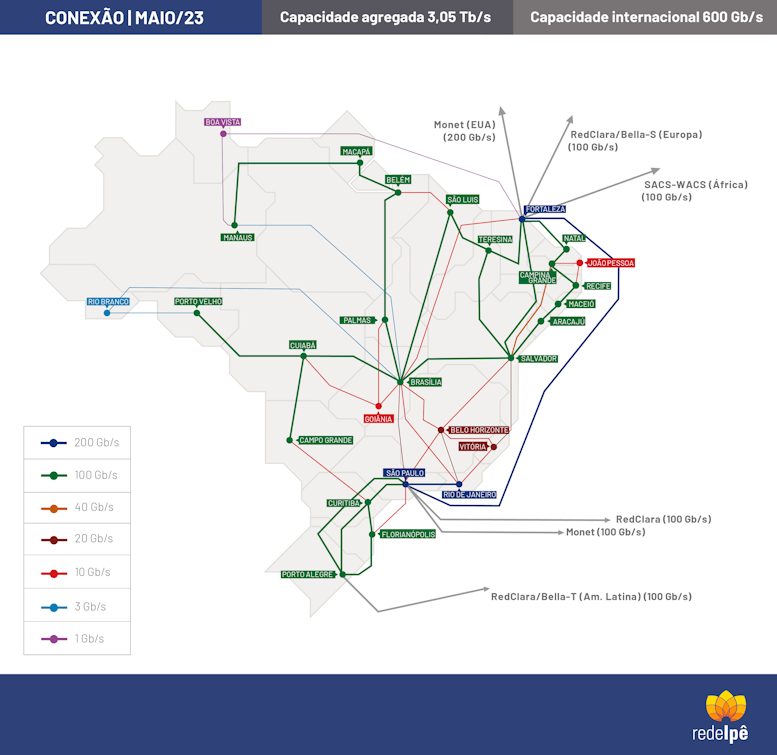 CONEXÃO | MAIO/23
Capacidade agregada 3,05 Tb/s
Capacidade internacional 600 Gb/s
BOA VISTA
Monet (EUA)
(200 Gb/s)
RedClara/Bella-S (Europa)
(100 Gb/s)
MACAPÁ
BELÉM
SACS-WACS (África)
(100 Gb/s)
SÃO LUIS
FORTALEZA
MANAUS
TERESINA
NATAL
JOÃO PESSOA
CAMPINA
GRANDE
RECIFE
RIO BRANCO
PORTO VELHO
MACEIÓ
PALMAS
ARACAJÚ
CUIABÁ
SALVADOR
BRASÍLIA
GOIÂNIA
BELO HORIZONTE
CAMPO GRANDE
VITÓRIA
SÃO PAULO
RIO DE JANEIRO
CURITIBA
RedClara (100 Gb/s)
Monet (100 Gb/s)
FLORIANÓPOLIS
PORTO ALEGRE
RedClara/Bella-T (Am. Latina) (100 Gb/s)
200 Gb/s
100 Gb/s
40 Gb/s
20 Gb/s
10 Gb/s
3 Gb/s
1 Gb/s
redeIpê